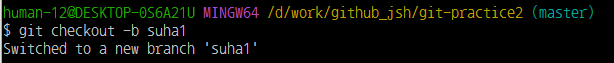 human-12@DESKTOP-0S6A21U MINGW64 /d/work/github_jsh/git-practice2 (master)
$ git checkout -b suha1
Switched to a new branch 'suha1'